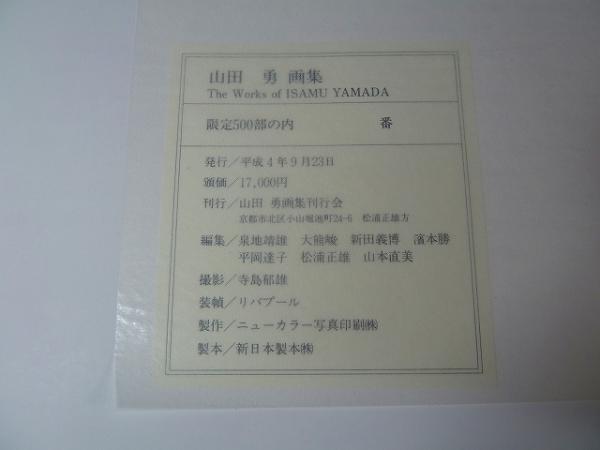 山田　勇 画集
The Works of ISAMU YAMADA
限定500部の内　　　番
発行／平成4年9月23日
頒価／17,000円
刊行／山田 勇画集刊行会
京都市北区小山堀池町24-6　松浦正雄方
編集／泉地靖雄　大熊峻　新田義博　濱本勝
平岡達子　松浦正雄　山本直美
撮影／寺島郁雄
装幀／リバプール
製作／ニューカラー写真印刷㈱
製本／新日本製本㈱